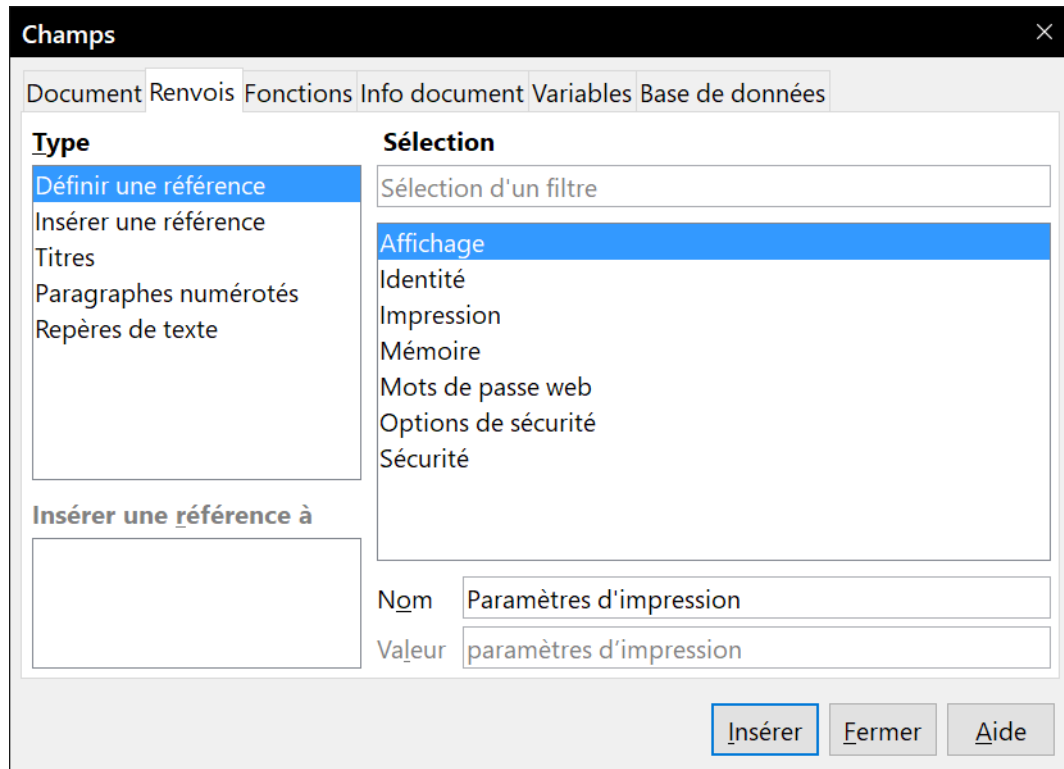 Champs
Document Renvois Fonctions Info document Variables Base de données
Type
Définir une référence
Insérer une référence
Titres
Paragraphes numérotés
Repères de texte
Insérer une référence à
Sélection
Sélection d'un filtre
Affichage
Identité
Impression
Mémoire
Mots de passe web
Options de sécurité
Sécurité
Nom Paramètres d'impression
Valeur paramètres d’impression
Insérer Fermer Aide